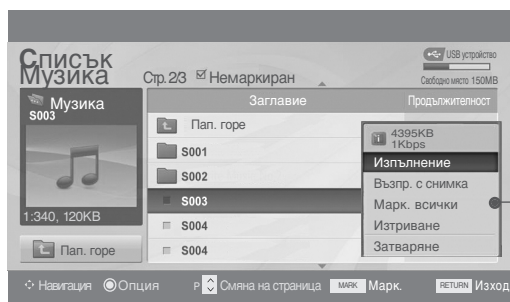 Списък
Музика
Стр. 2/3 Немаркиран
USB устройство
Свободно място 150MB
Музика
S003
1:340, 120KB
Пап. горе
Заглавие
Продължителност
Пап. горе
S001
S002
S003
S004
S004
4395KB
1Kbps
Изпълнение
Възпр. с снимка
Марк. всички
Изтриване
Затваряне
Навигация Опция P Смяна на страница MARK Марк. RETURN Изход